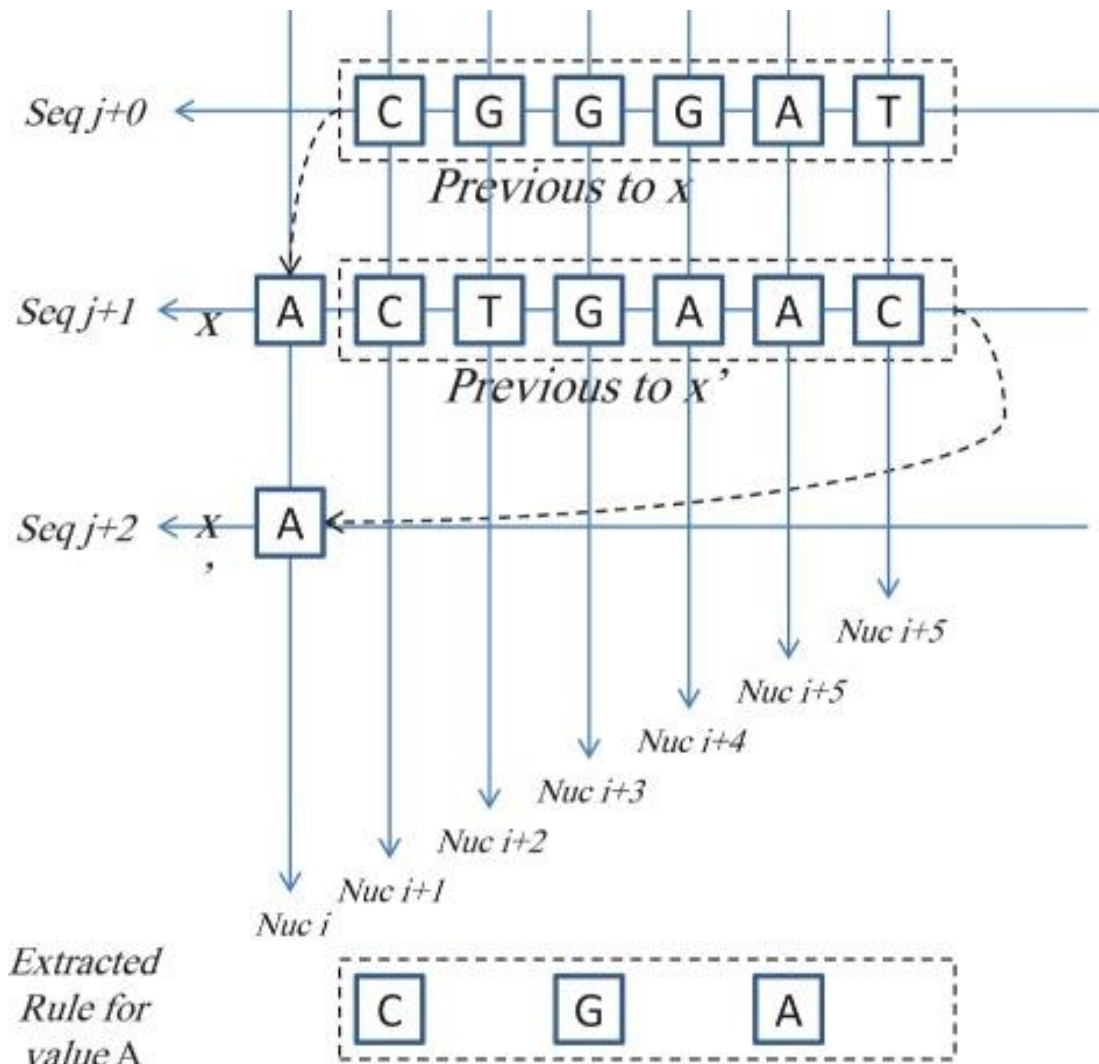 Seq j+0 C G G G A T
Previous to x
Seq j+1 x A C T G A A C
Previous to x’
Seq j+2 x A
’
Nuc i+5
Nuc i+5
Nuc i+4
Nuc i+3
Nuc i+2
Nuc i+1
Nuc i
Extracted
Rule for C G A
value A